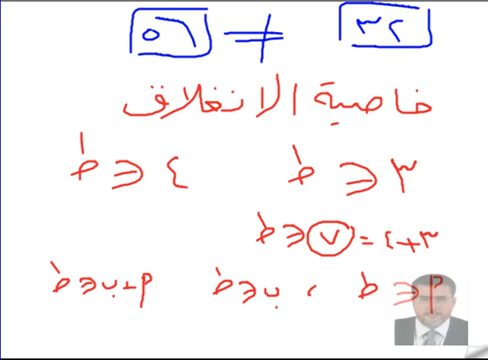 ٣٢ ≠ ٥٦
خاصية الانغلاق
٣ ∋ ط ٤ ∋ ط
٣+٤ = ٧ ∋ ط
م ∋ ط ، ب ∋ ط م+ب ∋ ط